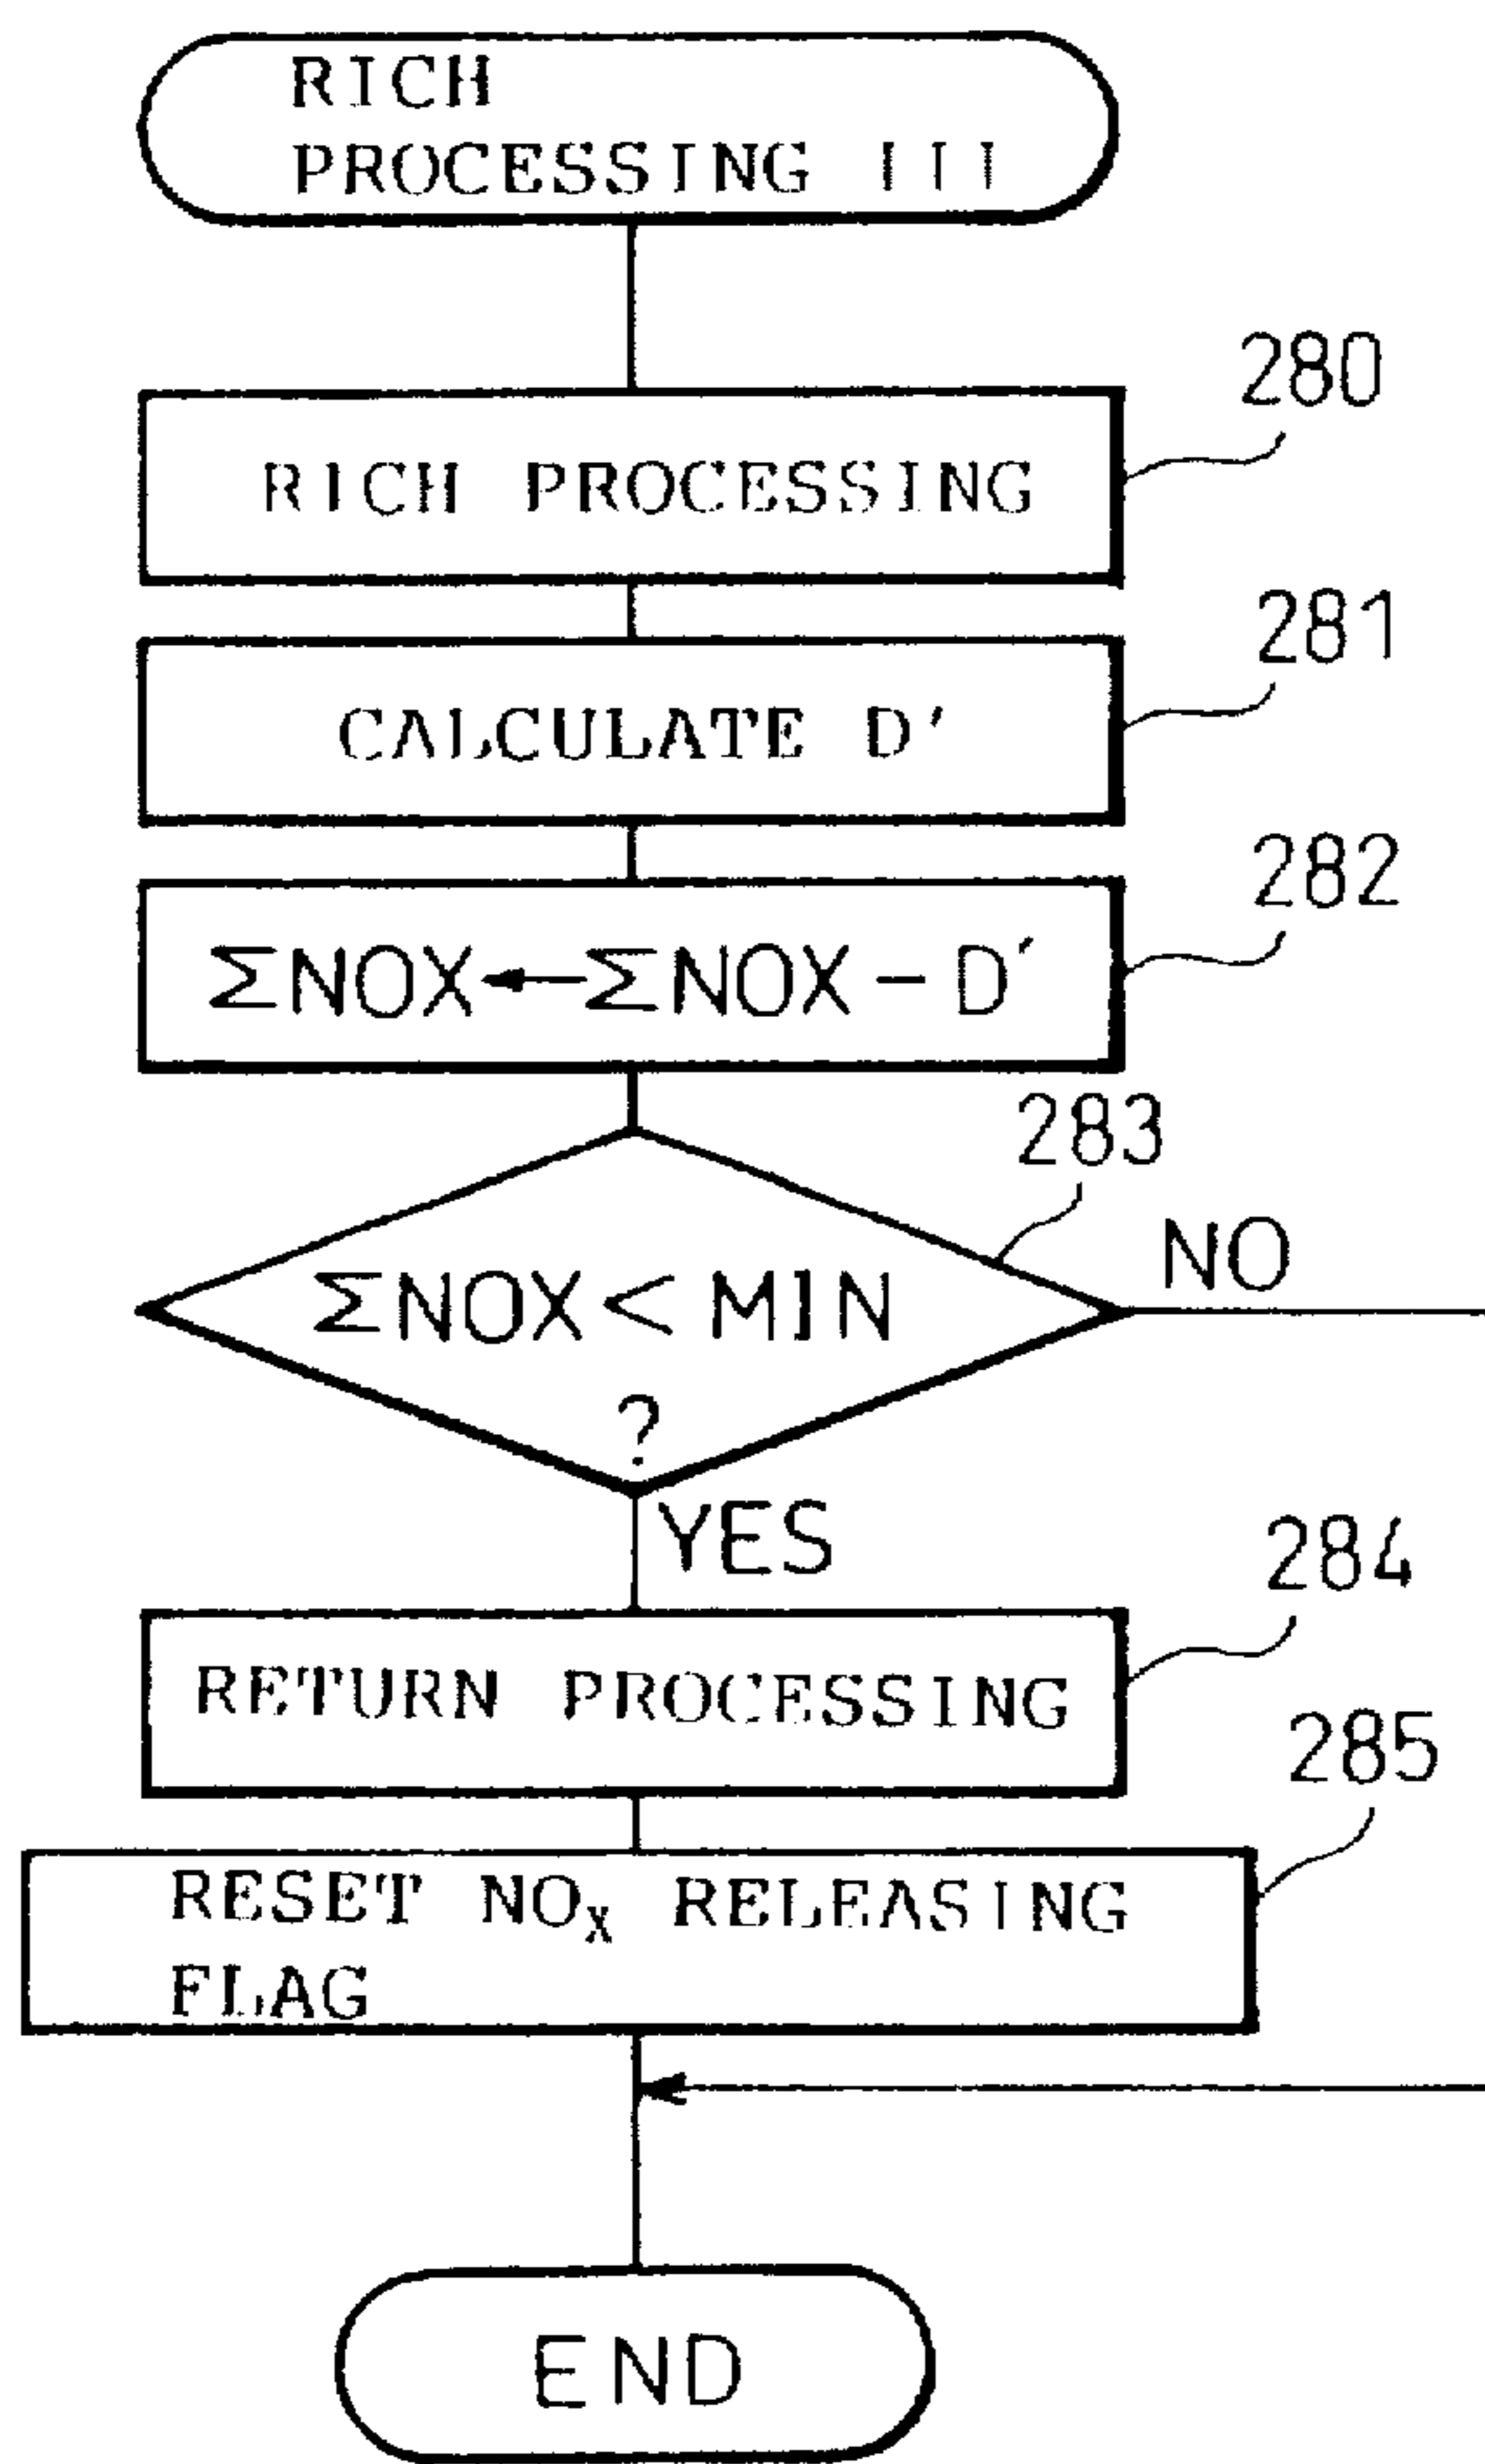 RICH
PROCESSING III
280
RICH PROCESSING
281
CALCULATE D'
282
ΣNOX←ΣNOX−D'
283
NO
ΣNOX<MIN
?
YES
284
RETURN PROCESSING
285
RESET NOₓ RELEASING
FLAG
END